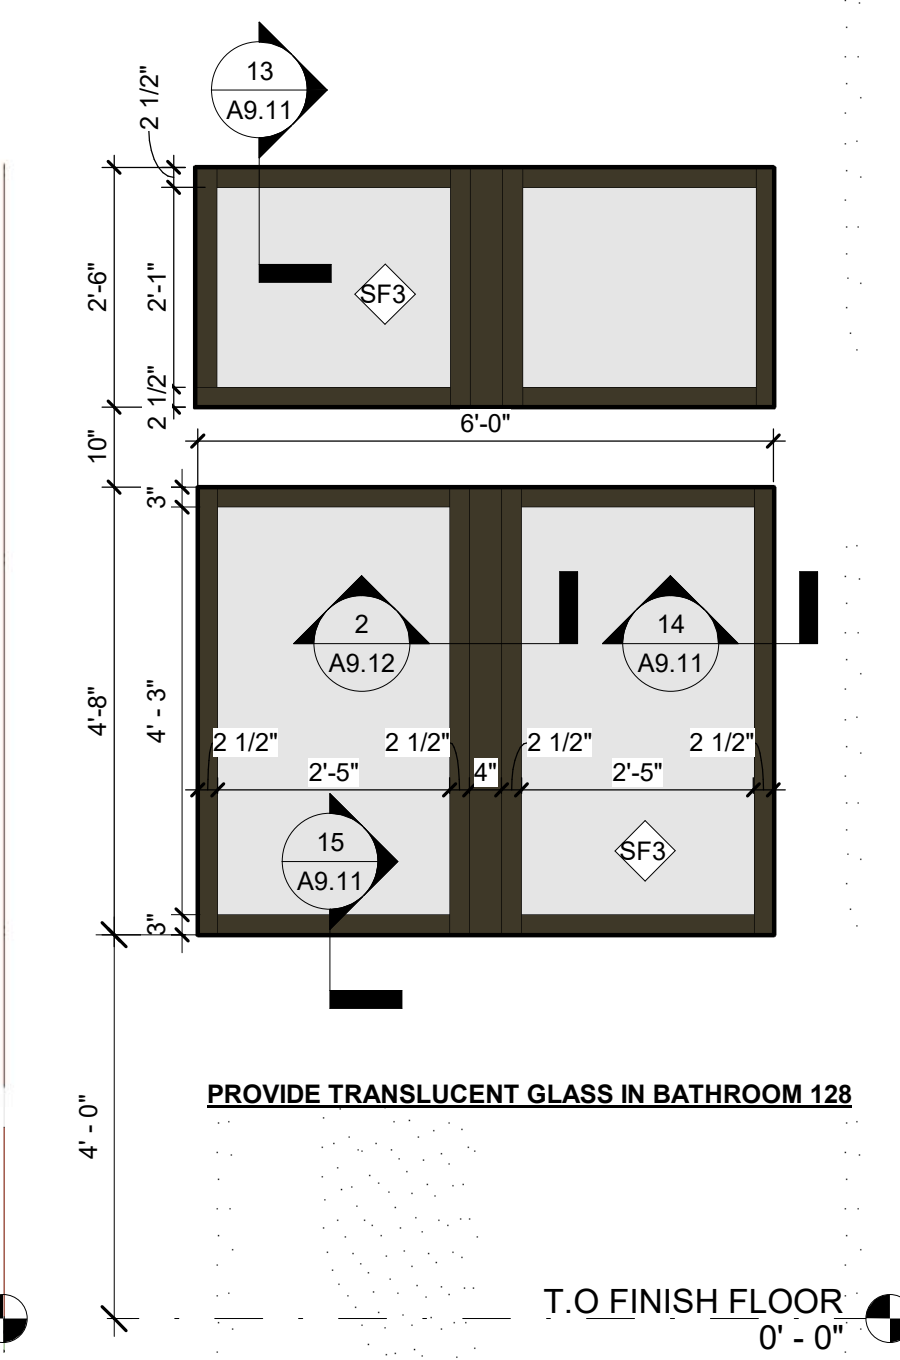 13
A9.11
2 1/2"
2'-6"
2'-1"
SF3
2 1/2"
6'-0"
10"
3"
2
A9.12
14
A9.11
4'-8"
4' - 3"
2 1/2"
2 1/2"
2 1/2"
2 1/2"
2'-5"
4"
2'-5"
15
A9.11
SF3
3"
PROVIDE TRANSLUCENT GLASS IN BATHROOM 128
4' - 0"
T.O FINISH FLOOR
0' - 0"